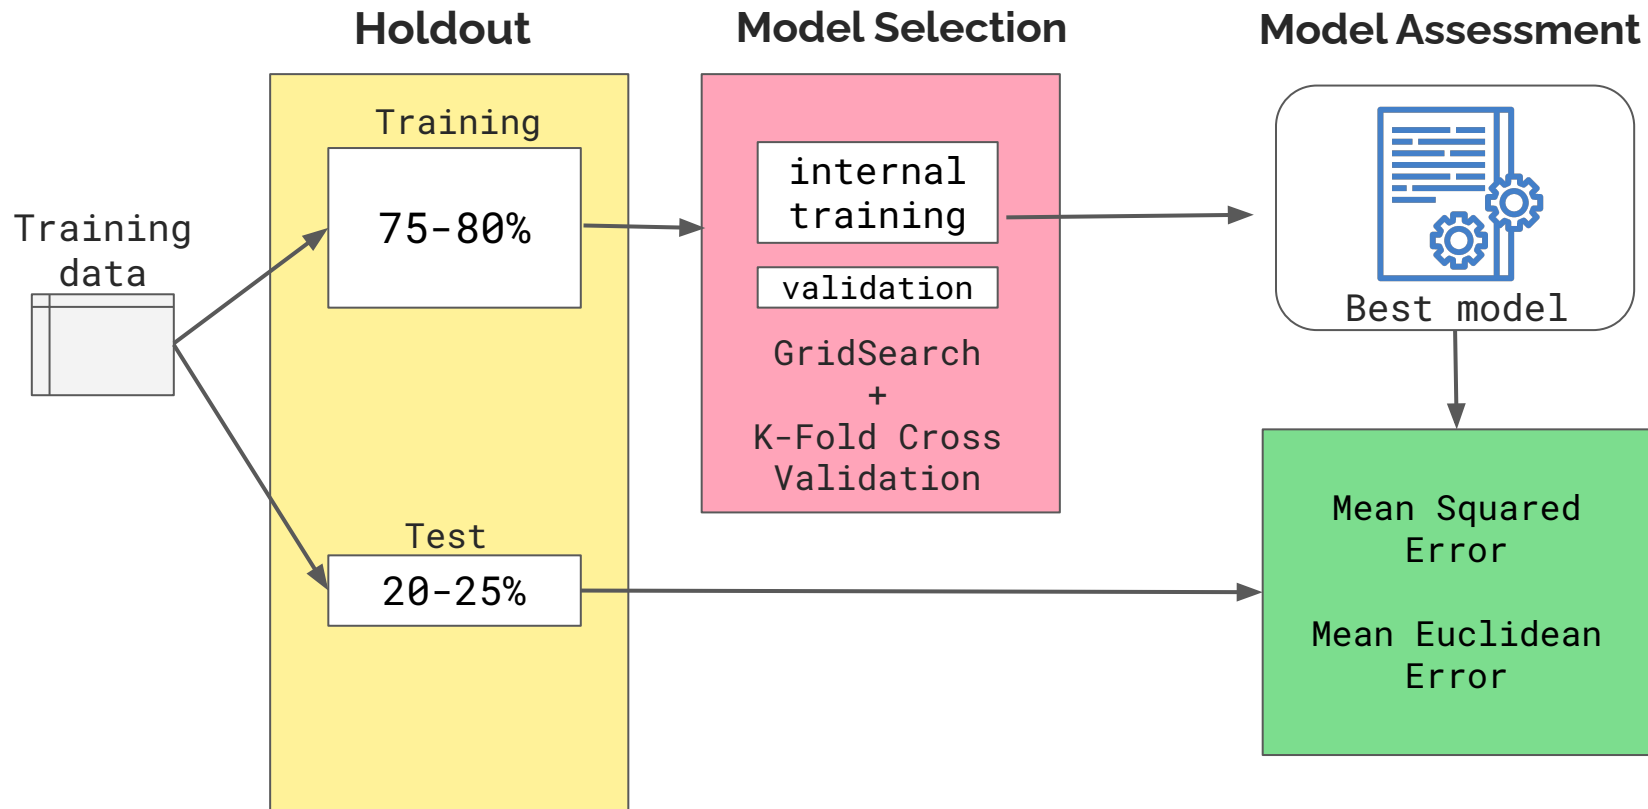 Holdout
Model Selection
Model Assessment
Training
data
Training
75-80%
Test
20-25%
internal
training
validation
GridSearch
+
K-Fold Cross
Validation
Best model
Mean Squared
Error
Mean Euclidean
Error